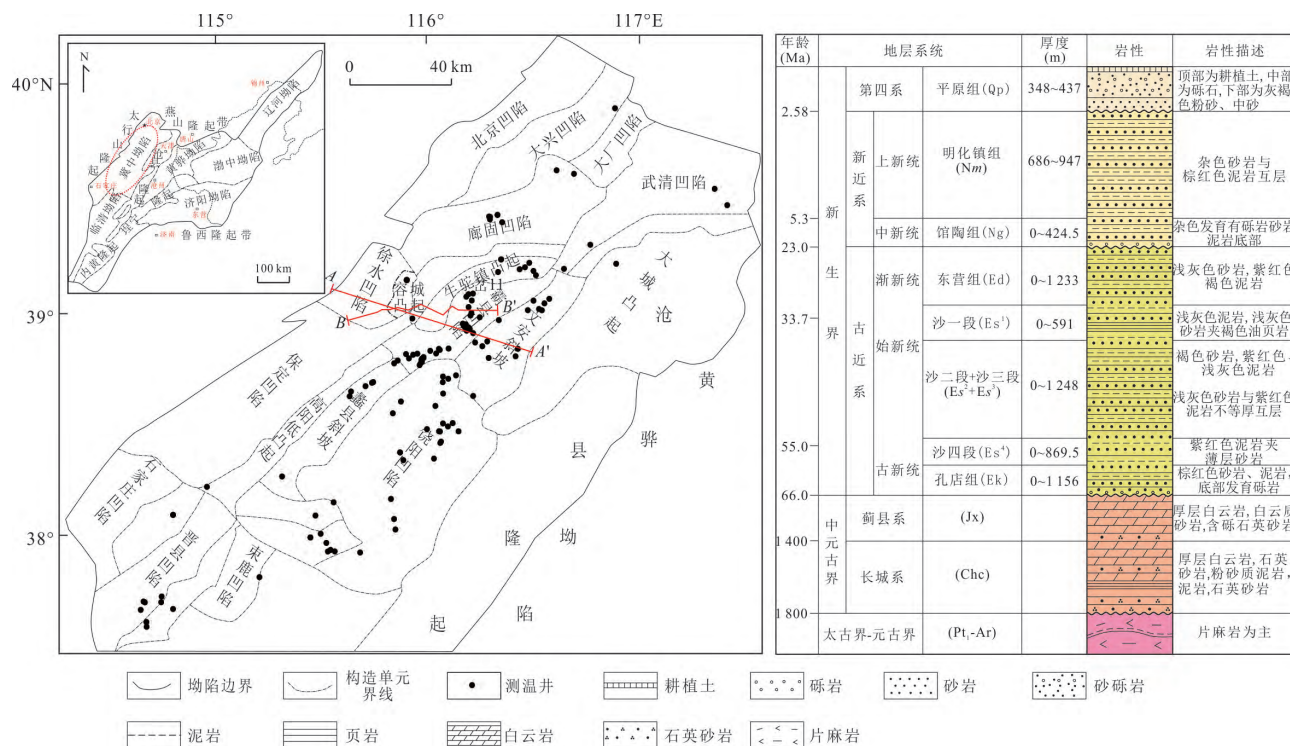 115°
116°
117°E
40°N
39°
38°
N
0 40 km
100 km
太行山隆起
燕山隆起带
冀中坳陷
黄骅坳陷
渤中坳陷
辽河坳陷
济阳坳陷
临清坳陷
内黄隆起
鲁西隆起带
北京凹陷
大兴凹陷
大厂凹陷
武清凹陷
廊固凹陷
徐水凹陷
容城凸起
牛驼镇凸起
岔11
大城凸起
文安斜坡
A
A'
B
B'
保定凹陷
高阳低凸起
蠡县斜坡
饶阳凹陷
石家庄凹陷
晋县凹陷
束鹿凹陷
沧县隆起
黄骅坳陷
年龄(Ma)
地层系统
厚度(m)
岩性
岩性描述
2.58
5.3
23.0
33.7
55.0
66.0
1 400
1 800
新生界
新近系
古近系
中元古界
第四系
平原组(Qp)
348~437
顶部为耕植土,中部
为砾石,下部为灰褐
色粉砂、中砂
上新统
明化镇组
(Nm)
686~947
杂色砂岩与
棕红色泥岩互层
中新统
馆陶组(Ng)
0~424.5
杂色发育有砾岩砂岩
泥岩底部
渐新统
东营组(Ed)
0~1 233
浅灰色砂岩,紫红色
褐色泥岩
始新统
沙一段(Es¹)
0~591
浅灰色泥岩,浅灰色
砂岩夹褐色油页岩
沙二段+沙三段
(Es²+Es³)
0~1 248
褐色砂岩,紫红色、
浅灰色泥岩
浅灰色砂岩与紫红色
泥岩不等厚互层
古新统
沙四段(Es⁴)
0~869.5
紫红色泥岩夹
薄层砂岩
孔店组(Ek)
0~1 156
棕红色砂岩、泥岩,
底部发育砾岩
蓟县系
(Jx)
厚层白云岩,白云质
砂岩,含砾石英砂岩
长城系
(Chc)
厚层白云岩,石英
砂岩,粉砂质泥岩,
泥岩,石英砂岩
太古界-元古界
(Pt₁-Ar)
片麻岩为主
坳陷边界
构造单元
界线
测温井
耕植土
砾岩
砂岩
砂砾岩
泥岩
页岩
白云岩
石英砂岩
片麻岩